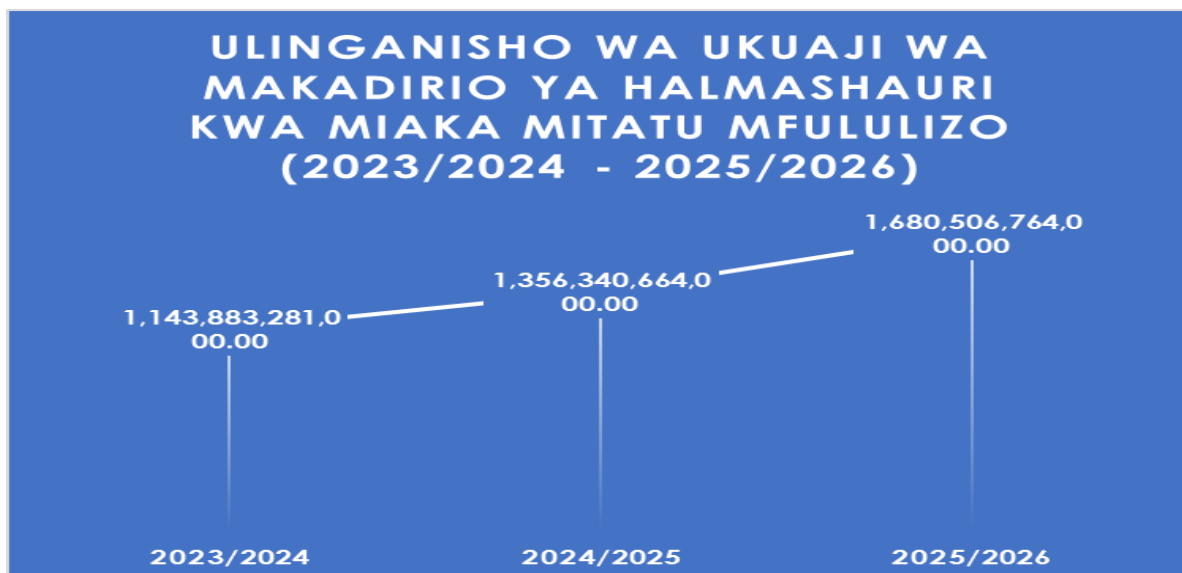 ULINGANISHO WA UKUAJI WA
MAKADIRIO YA HALMASHAURI
KWA MIAKA MITATU MFULULIZO
(2023/2024 - 2025/2026)
1,143,883,281,0
00.00
1,356,340,664,0
00.00
1,680,506,764,0
00.00
2023/2024
2024/2025
2025/2026